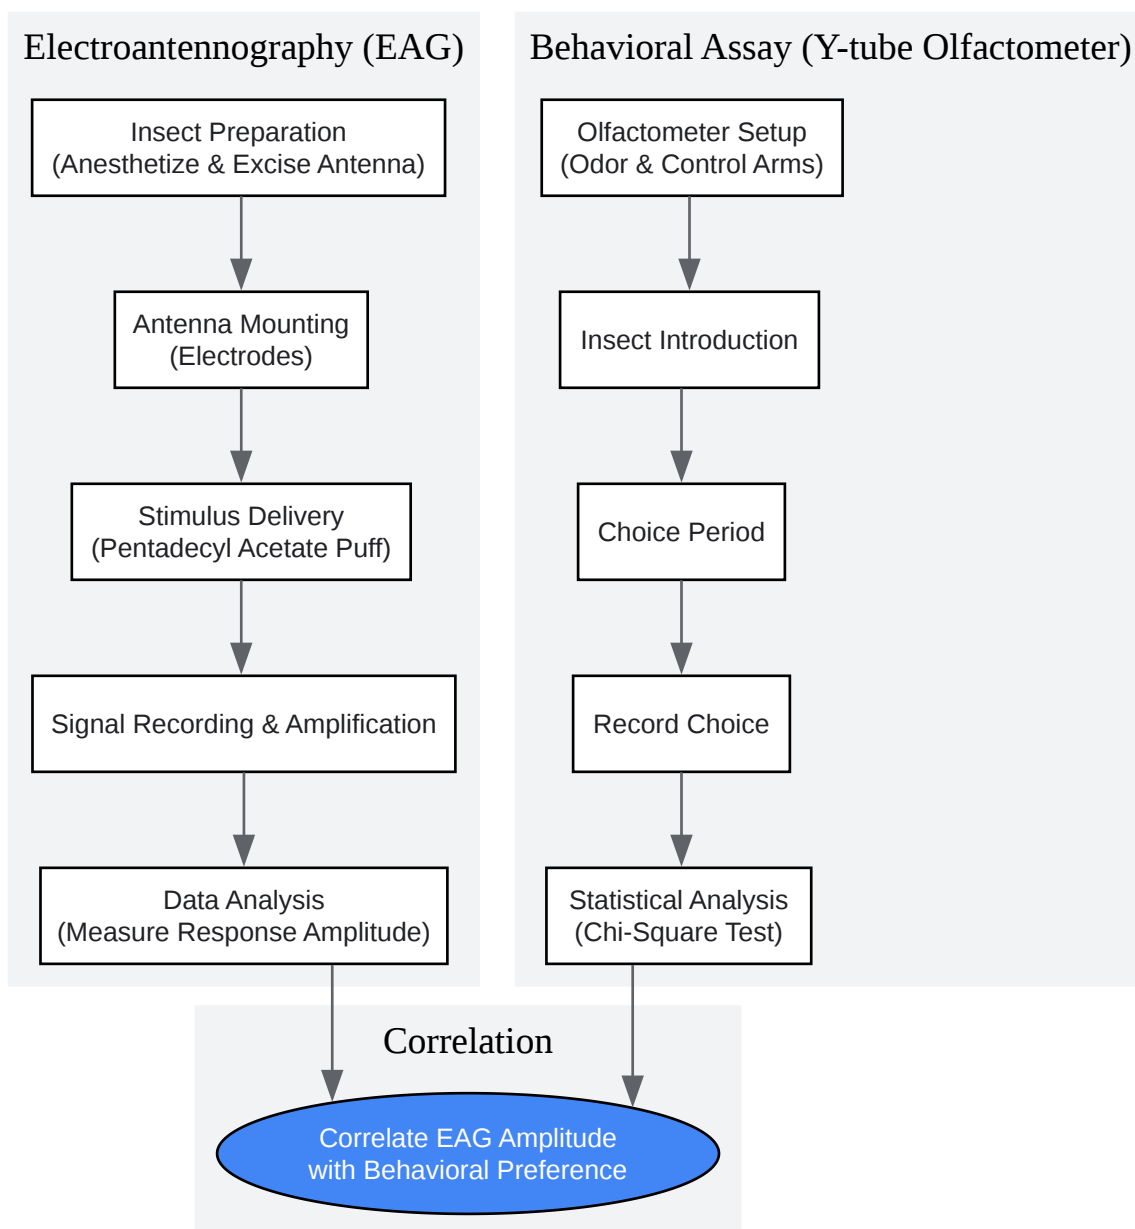 Electroantennography (EAG)
Insect Preparation
(Anesthetize & Excise Antenna)
Antenna Mounting
(Electrodes)
Stimulus Delivery
(Pentadecyl Acetate Puff)
Signal Recording & Amplification
Data Analysis
(Measure Response Amplitude)
Behavioral Assay (Y-tube Olfactometer)
Olfactometer Setup
(Odor & Control Arms)
Insect Introduction
Choice Period
Record Choice
Statistical Analysis
(Chi-Square Test)
Correlation
Correlate EAG Amplitude
with Behavioral Preference